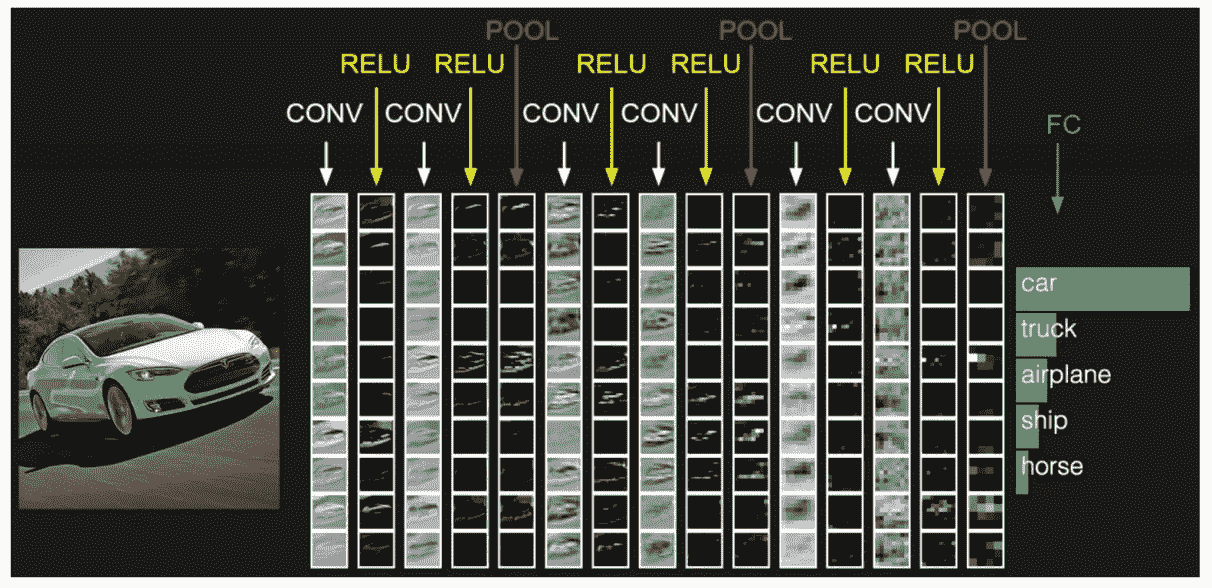 POOL POOL POOL
RELU RELU RELU RELU RELU RELU
CONV CONV CONV CONV CONV CONV
FC
car
truck
airplane
ship
horse